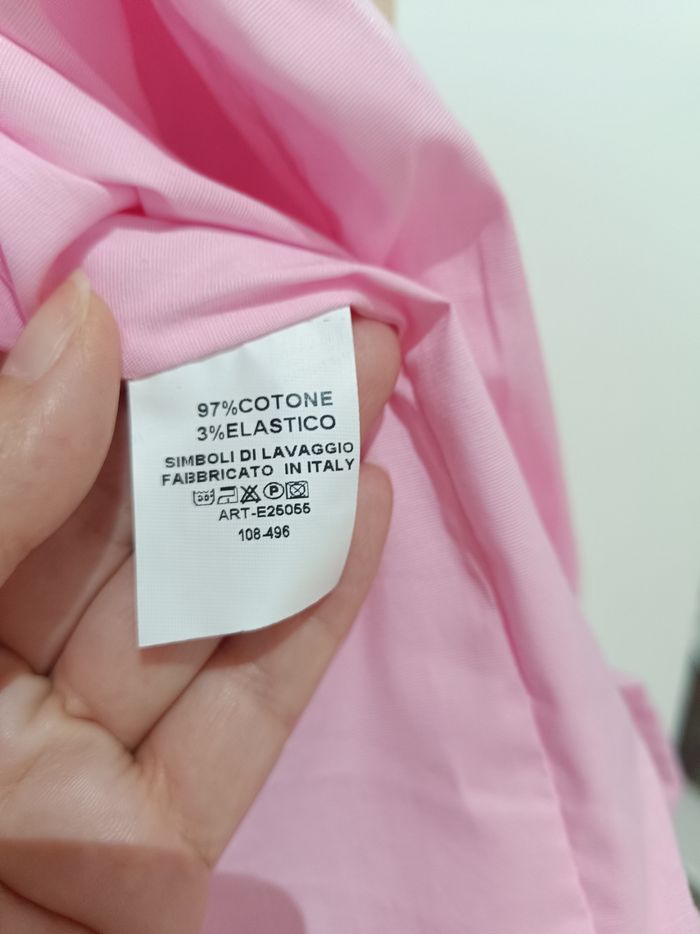 97%COTONE
3%ELASTICO
SIMBOLI DI LAVAGGIO
FABBRICATO IN ITALY
P
ART-E25055
108-496